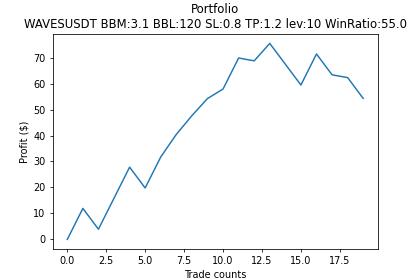 Portfolio
WAVESUSDT BBM:3.1 BBL:120 SL:0.8 TP:1.2 lev:10 WinRatio:55.0
Profit ($)
70
60
50
40
30
20
10
0
0.0 2.5 5.0 7.5 10.0 12.5 15.0 17.5
Trade counts